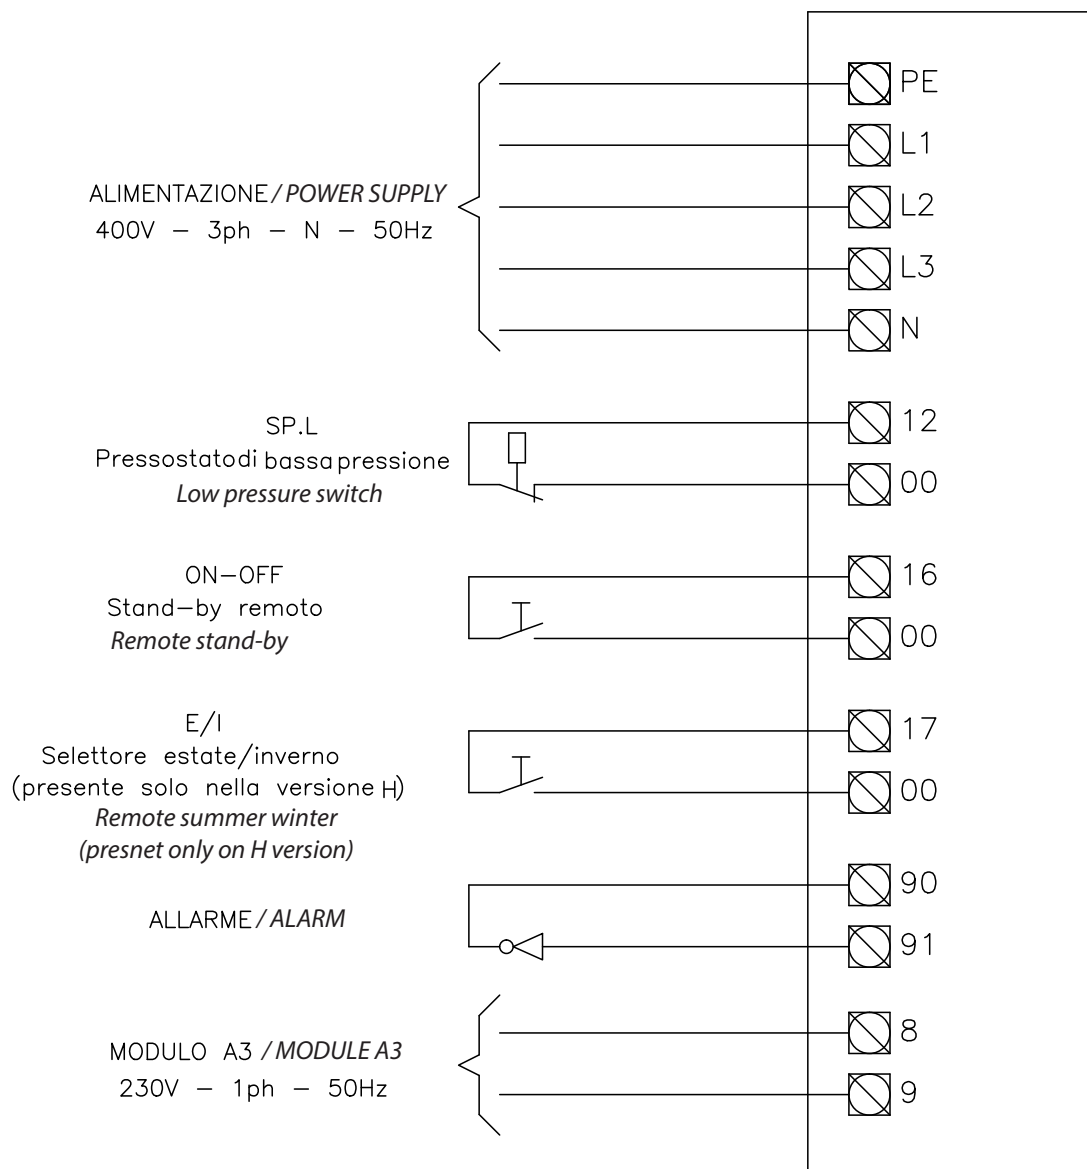 PE
L1
ALIMENTAZIONE / POWER SUPPLY
L2
400V – 3ph – N – 50Hz
L3
N
SP.L
12
Pressostatodi bassa pressione
Low pressure switch
00
ON–OFF
16
Stand–by remoto
Remote stand-by
00
E/I
17
Selettore estate/inverno
(presente solo nella versione H)
00
Remote summer winter
(presnet only on H version)
90
ALLARME / ALARM
91
8
MODULO A3 / MODULE A3
230V – 1ph – 50Hz
9